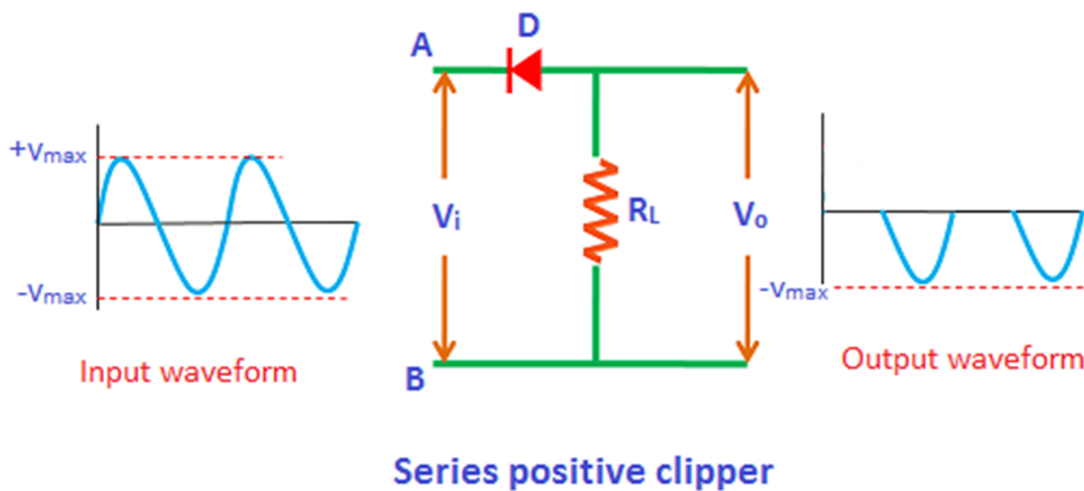 D
A
+Vmax
Vi
RL
Vo
-Vmax
-Vmax
Input waveform
B
Output waveform
Series positive clipper